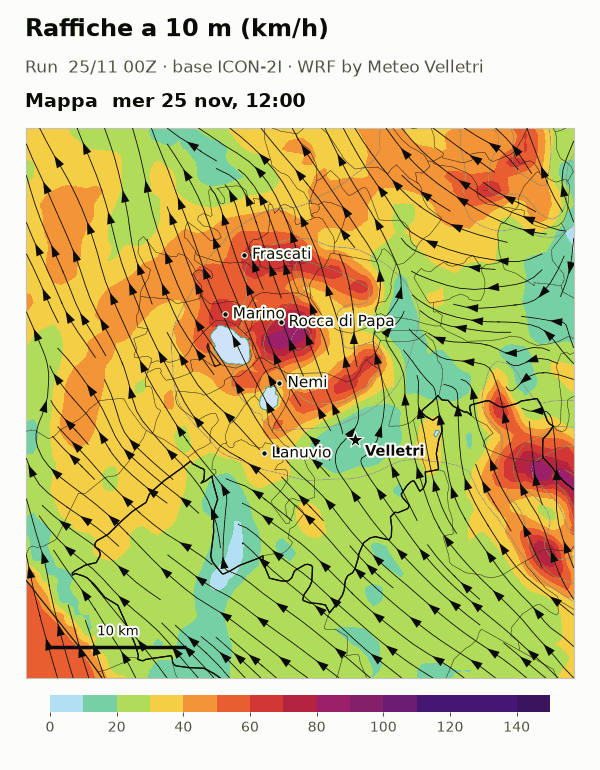 Raffiche a 10 m (km/h)
Run  25/11 00Z · base ICON-2I · WRF by Meteo Velletri
Mappa  mer 25 nov, 12:00
Frascati
Marino
Rocca di Papa
Nemi
Lanuvio
Velletri
10 km
0 20 40 60 80 100 120 140